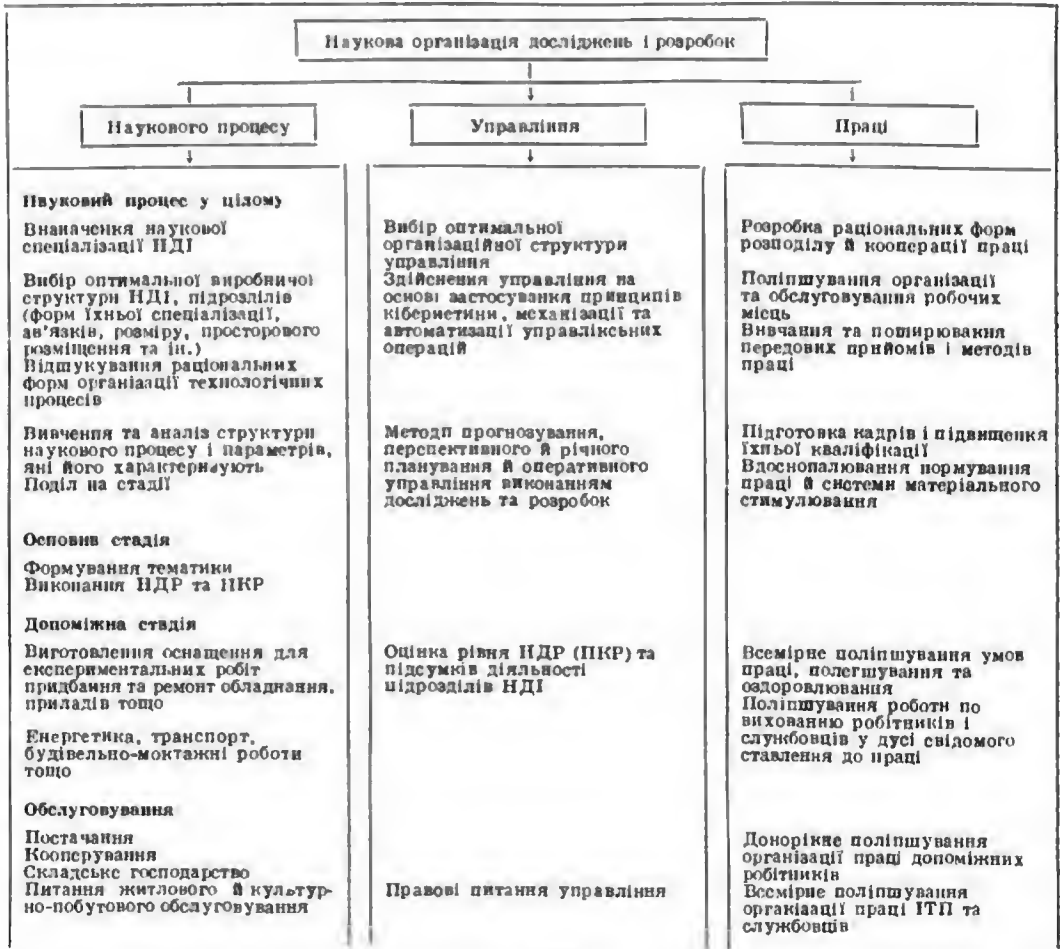 Наукова організація досліджень і розробок
Наукового процесу
Управління
Праці
Науковий процес у цілому
Визначення наукової
спеціалізації НДІ
Вибір оптимальної виробничої
структури НДІ, підрозділів
(форм їхньої спеціалізації,
зв'язків, розміру, просторового
розміщення та ін.)
Відшукування раціональних
форм організації технологічних
процесів
Вивчення та аналіз структури
наукового процесу і параметрів,
які його характеризують
Поділ на стадії
Основна стадія
Формування тематики
Виконання НДР та ПКР
Допоміжна стадія
Виготовлення оснащення для
експериментальних робіт
придбання та ремонт обладнання,
приладів тощо
Енергетика, транспорт,
будівельно-монтажні роботи
тощо
Обслуговування
Постачання
Кооперування
Складське господарство
Питання житлового й культур-
но-побутового обслуговування
Вибір оптимальної
організаційної структури
управління
Здійснення управління на
основі застосування принципів
кібернетики, механізації та
автоматизації управлінських
операцій
Методи прогнозування,
перспективного й річного
планування й оперативного
управління виконанням
досліджень та розробок
Оцінка рівня НДР (ПКР) та
підсумків діяльності
підрозділів НДІ
Правові питання управління
Розробка раціональних форм
розподілу й кооперації праці
Поліпшування організації
та обслуговування робочих
місць
Вивчання та поширювання
передових прийомів і методів
праці
Підготовка кадрів і підвищення
їхньої кваліфікації
Вдосконалювання нормування
праці й системи матеріального
стимулювання
Всемірне поліпшування умов
праці, полегшування та
оздоровлювання
Поліпшування роботи по
вихованню робітників і
службовців у дусі свідомого
ставлення до праці
Докорінне поліпшування
організації праці допоміжних
робітників
Всемірне поліпшування
організації праці ІТП та
службовців